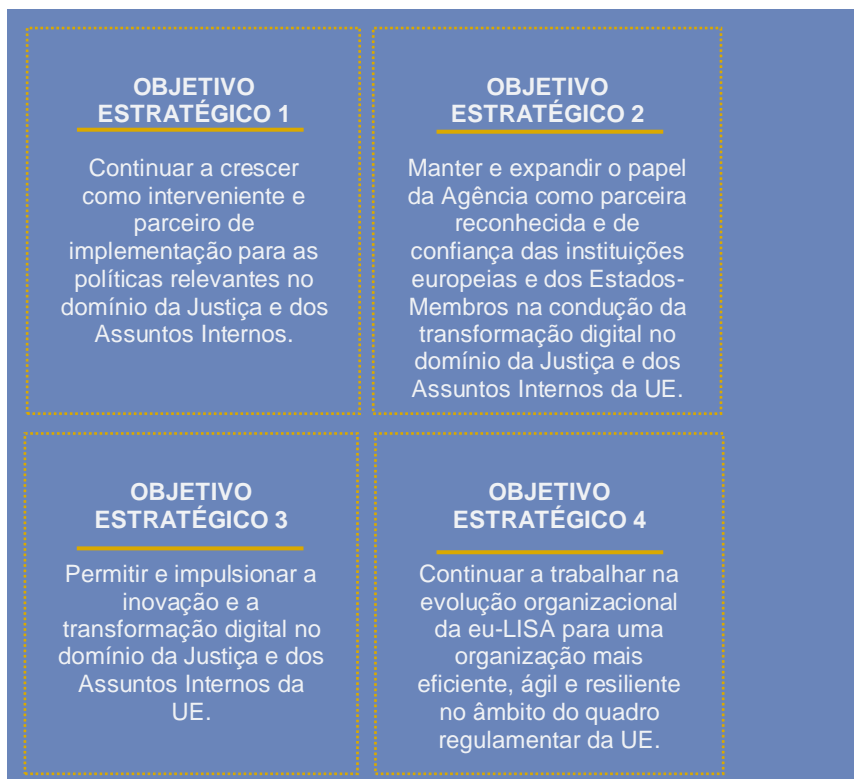 OBJETIVO
ESTRATÉGICO 1
Continuar a crescer
como interveniente e
parceiro de
implementação para as
políticas relevantes no
domínio da Justiça e dos
Assuntos Internos.
OBJETIVO
ESTRATÉGICO 2
Manter e expandir o papel
da Agência como parceira
reconhecida e de
confiança das instituições
europeias e dos Estados-
Membros na condução da
transformação digital no
domínio da Justiça e dos
Assuntos Internos da UE.
OBJETIVO
ESTRATÉGICO 3
Permitir e impulsionar a
inovação e a
transformação digital no
domínio da Justiça e dos
Assuntos Internos da
UE.
OBJETIVO
ESTRATÉGICO 4
Continuar a trabalhar na
evolução organizacional
da eu-LISA para uma
organização mais
eficiente, ágil e resiliente
no âmbito do quadro
regulamentar da UE.